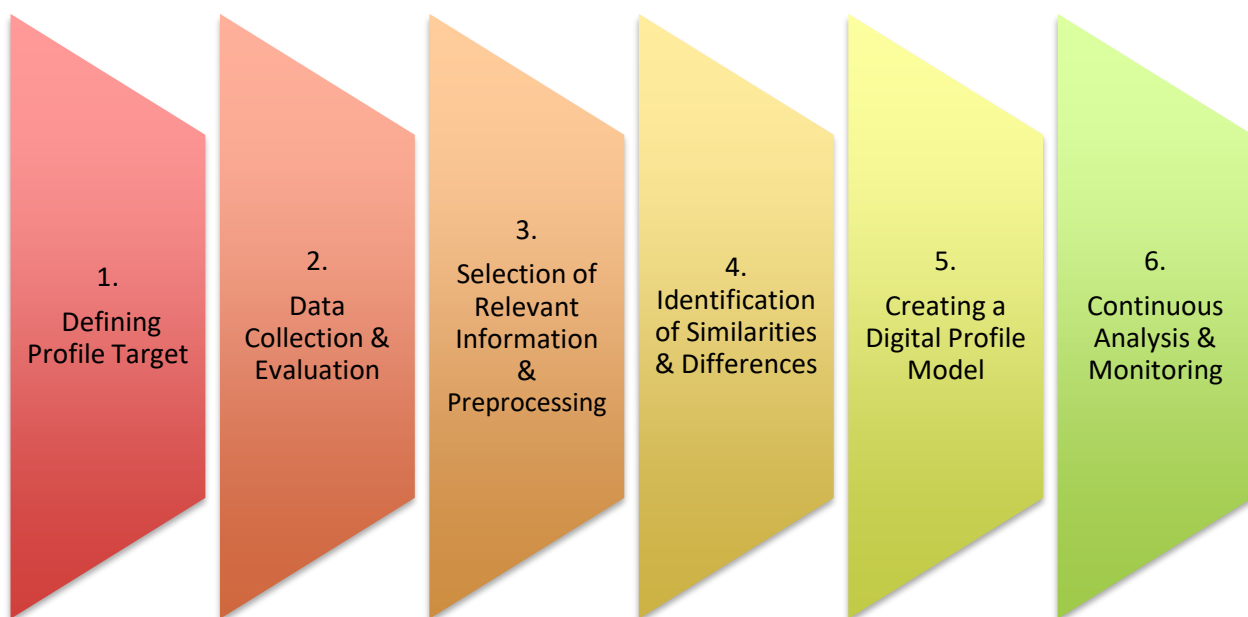 1.
Defining
Profile Target
2.
Data
Collection &
Evaluation
3.
Selection of
Relevant
Information
&
Preprocessing
4.
Identification
of Similarities
& Differences
5.
Creating a
Digital Profile
Model
6.
Continuous
Analysis &
Monitoring